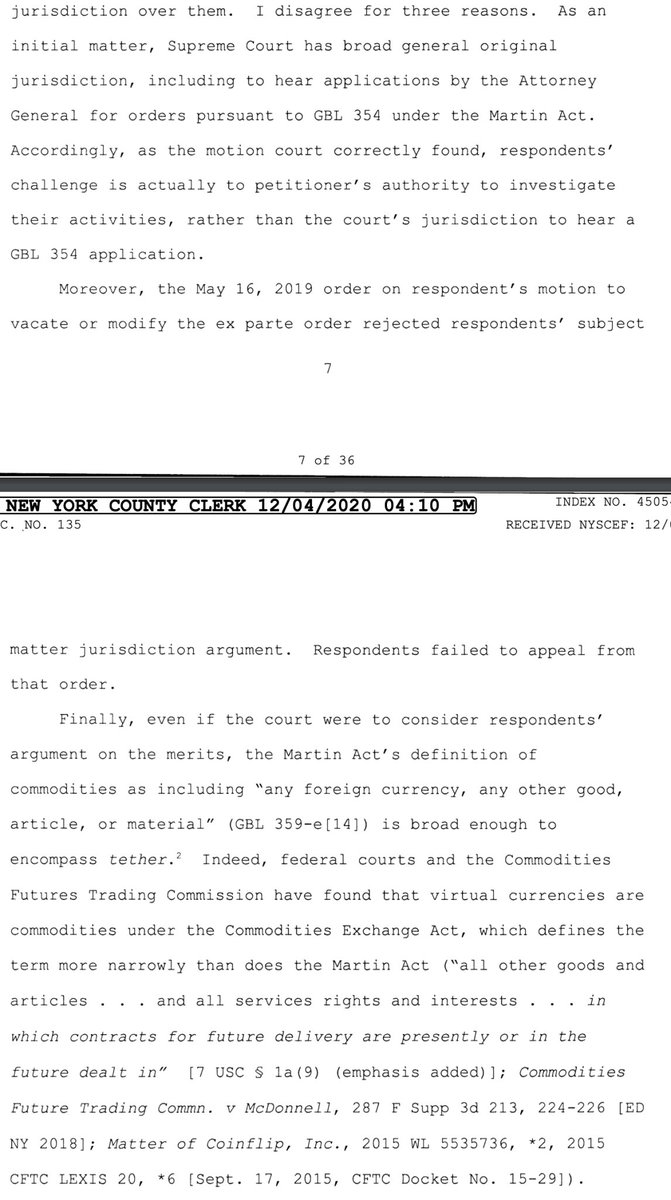 jurisdiction over them. I disagree for three reasons. As an
initial matter, Supreme Court has broad general original
jurisdiction, including to hear applications by the Attorney
General for orders pursuant to GBL 354 under the Martin Act.
Accordingly, as the motion court correctly found, respondents’
challenge is actually to petitioner’s authority to investigate
their activities, rather than the court’s jurisdiction to hear a
GBL 354 application.
Moreover, the May 16, 2019 order on respondent’s motion to
vacate or modify the ex parte order rejected respondents’ subject
7
7 of 36
NEW YORK COUNTY CLERK 12/04/2020 04:10 PM
INDEX NO. 4505
C. NO. 135
RECEIVED NYSCEF: 12/
matter jurisdiction argument. Respondents failed to appeal from
that order.
Finally, even if the court were to consider respondents’
argument on the merits, the Martin Act’s definition of
commodities as including “any foreign currency, any other good,
article, or material” (GBL 359-e[14]) is broad enough to
encompass tether.2 Indeed, federal courts and the Commodities
Futures Trading Commission have found that virtual currencies are
commodities under the Commodities Exchange Act, which defines the
term more narrowly than does the Martin Act (“all other goods and
articles . . . and all services rights and interests . . . in
which contracts for future delivery are presently or in the
future dealt in” [7 USC § 1a(9) (emphasis added)]; Commodities
Future Trading Commn. v McDonnell, 287 F Supp 3d 213, 224-226 [ED
NY 2018]; Matter of Coinflip, Inc., 2015 WL 5535736, *2, 2015
CFTC LEXIS 20, *6 [Sept. 17, 2015, CFTC Docket No. 15-29]).